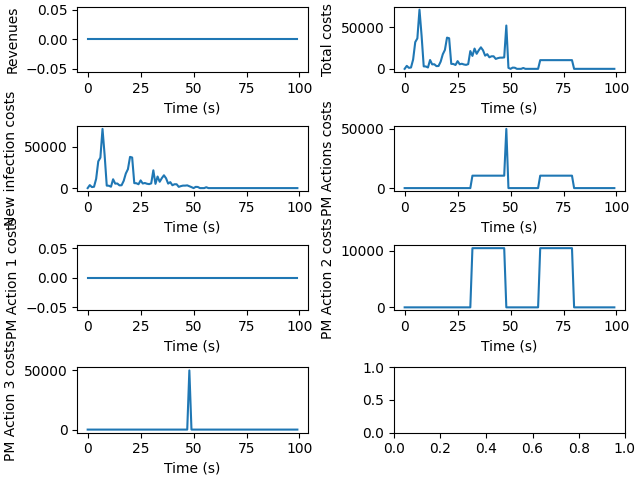 Revenues
0.05
0.00
−0.05
0 25 50 75 100
Time (s)
Total costs
50000
0
0 25 50 75 100
Time (s)
New infection costs
50000
0
0 25 50 75 100
Time (s)
PM Actions costs
50000
0
0 25 50 75 100
Time (s)
PM Action 1 costs
0.05
0.00
−0.05
0 25 50 75 100
Time (s)
PM Action 2 costs
10000
0
0 25 50 75 100
Time (s)
PM Action 3 costs
50000
0
0 25 50 75 100
Time (s)
1.0
0.5
0.0
0.0 0.2 0.4 0.6 0.8 1.0